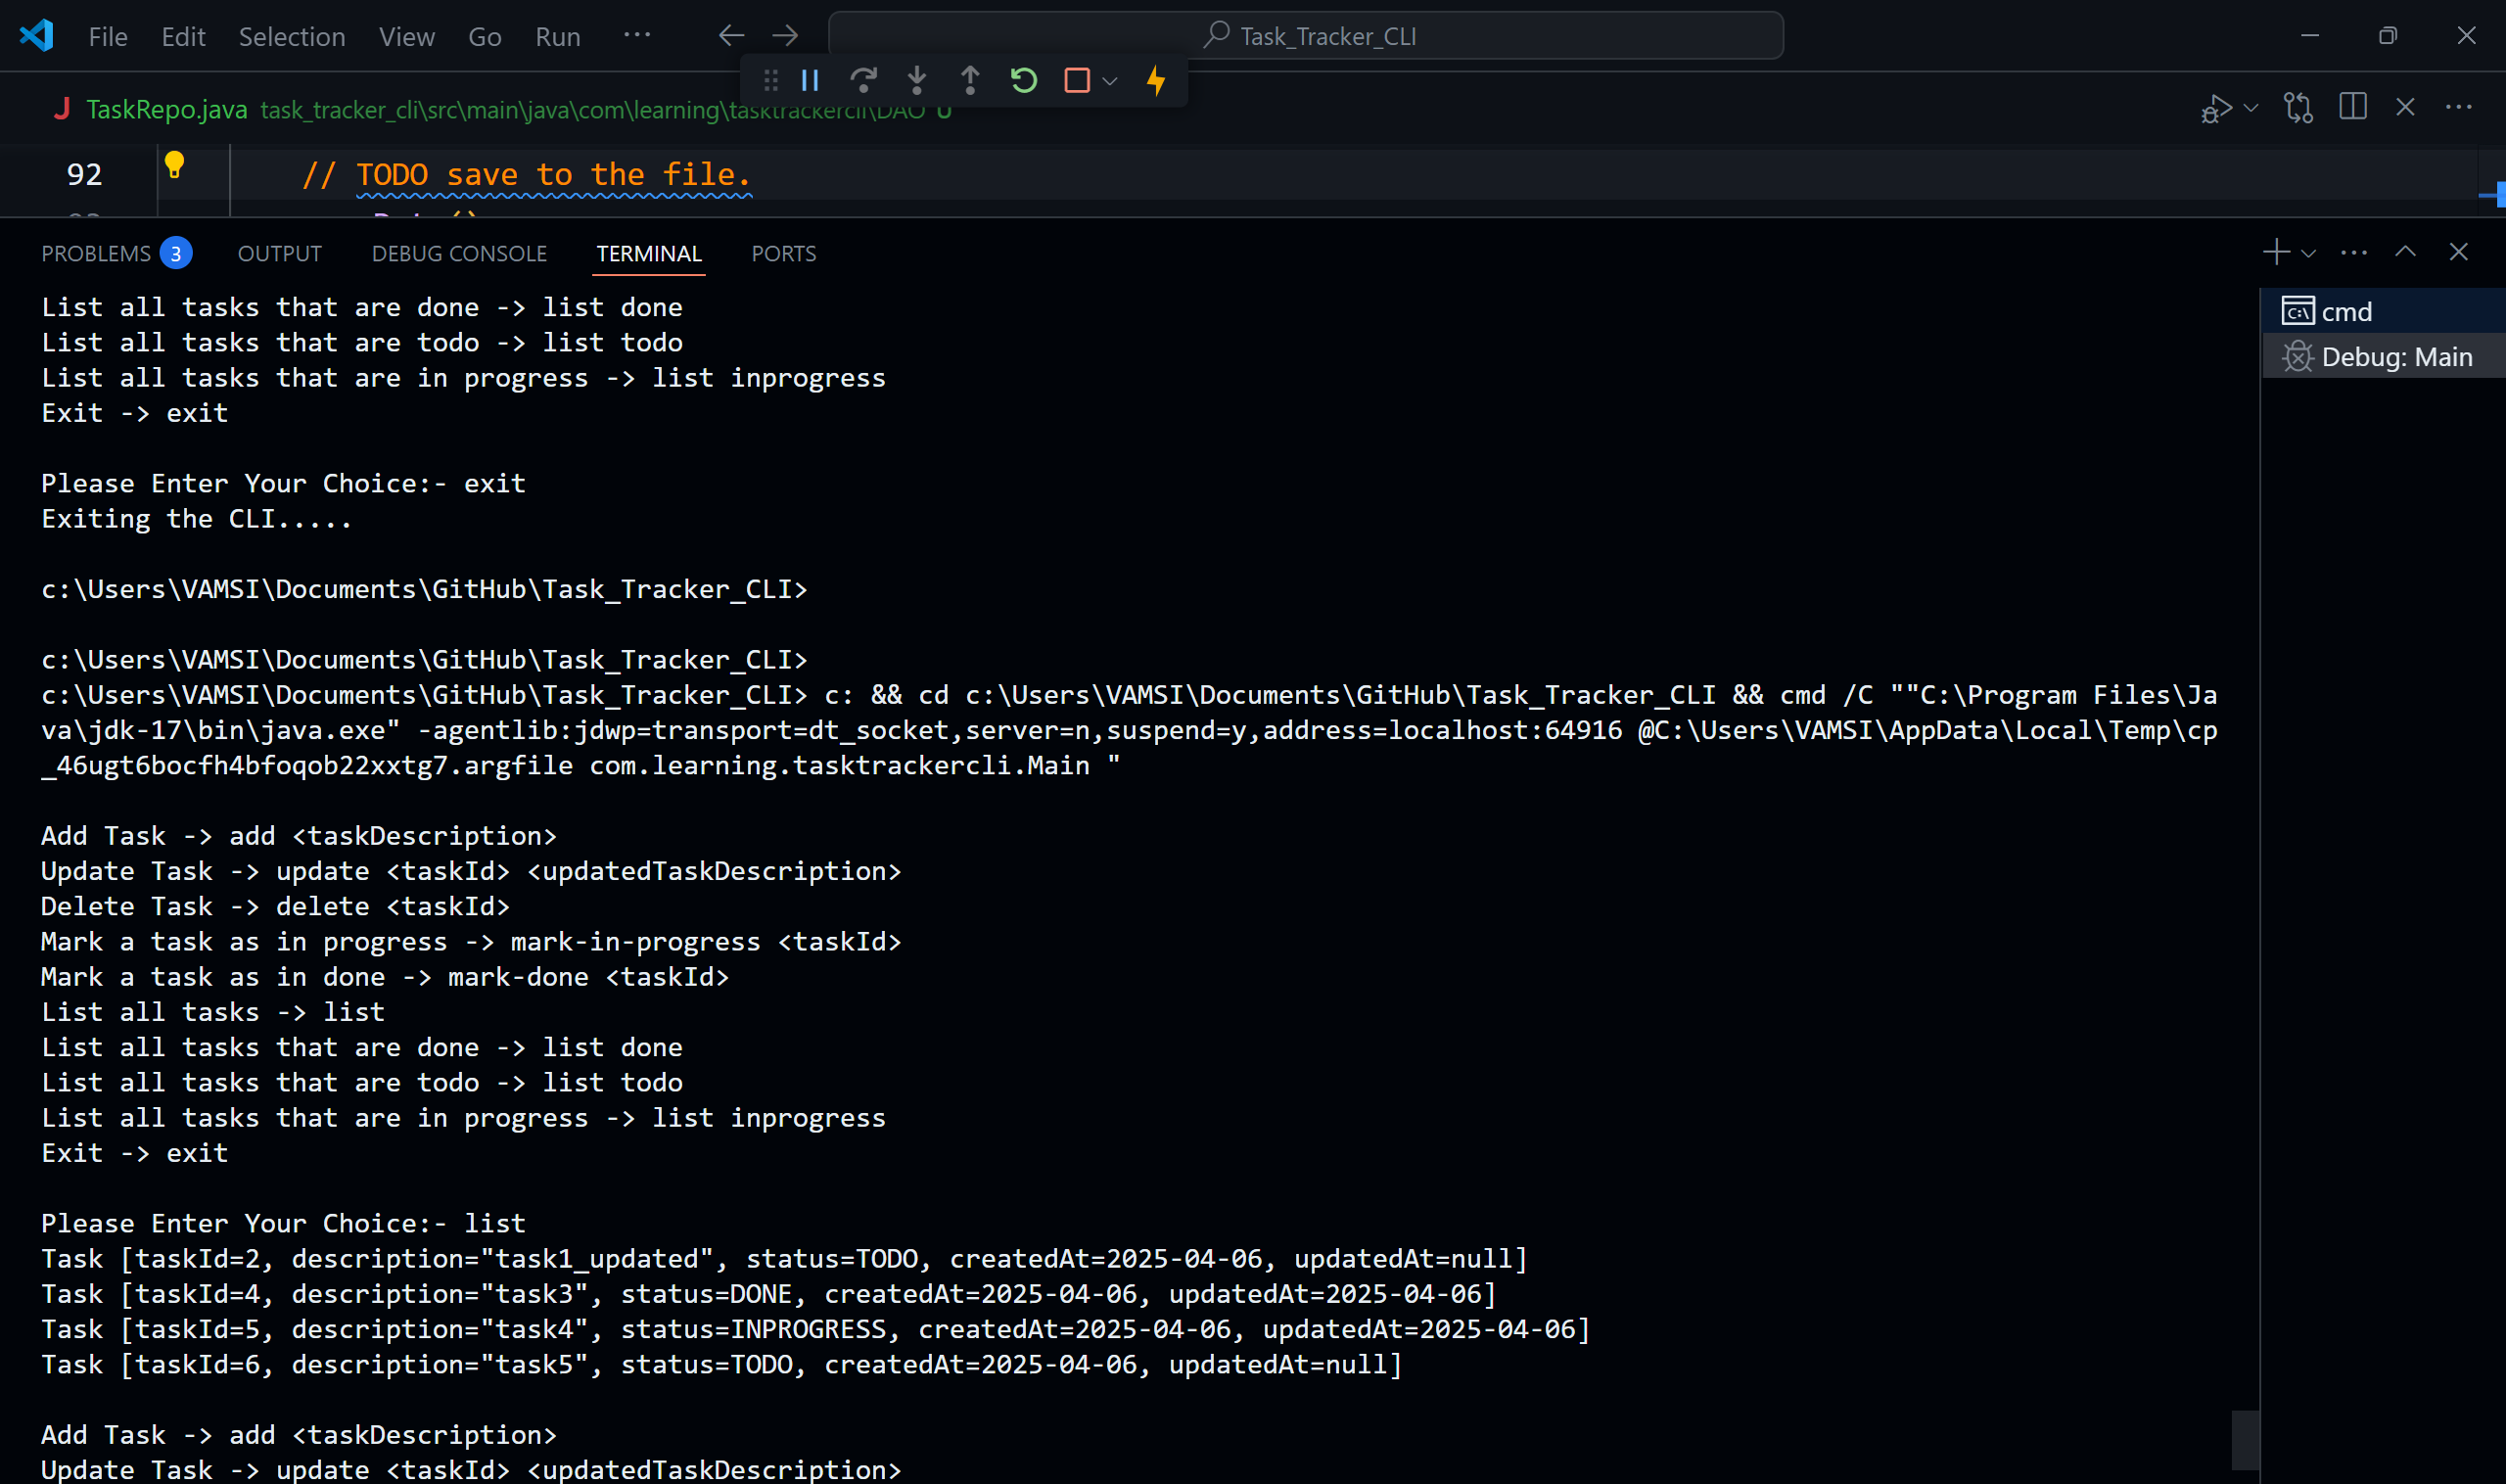 File Edit Selection View Go Run ··· Task_Tracker_CLI
TaskRepo.java task_tracker_cli\src\main\java\com\learning\tasktrackercli\DAO U
92 // TODO save to the file.
PROBLEMS 3 OUTPUT DEBUG CONSOLE TERMINAL PORTS
cmd
Debug: Main
List all tasks that are done -> list done
List all tasks that are todo -> list todo
List all tasks that are in progress -> list inprogress
Exit -> exit
Please Enter Your Choice:- exit
Exiting the CLI.....
c:\Users\VAMSI\Documents\GitHub\Task_Tracker_CLI>
c:\Users\VAMSI\Documents\GitHub\Task_Tracker_CLI>
c:\Users\VAMSI\Documents\GitHub\Task_Tracker_CLI> c: && cd c:\Users\VAMSI\Documents\GitHub\Task_Tracker_CLI && cmd /C ""C:\Program Files\Ja
va\jdk-17\bin\java.exe" -agentlib:jdwp=transport=dt_socket,server=n,suspend=y,address=localhost:64916 @C:\Users\VAMSI\AppData\Local\Temp\cp
_46ugt6bocfh4bfoqob22xxtg7.argfile com.learning.tasktrackercli.Main "
Add Task -> add <taskDescription>
Update Task -> update <taskId> <updatedTaskDescription>
Delete Task -> delete <taskId>
Mark a task as in progress -> mark-in-progress <taskId>
Mark a task as in done -> mark-done <taskId>
List all tasks -> list
List all tasks that are done -> list done
List all tasks that are todo -> list todo
List all tasks that are in progress -> list inprogress
Exit -> exit
Please Enter Your Choice:- list
Task [taskId=2, description="task1_updated", status=TODO, createdAt=2025-04-06, updatedAt=null]
Task [taskId=4, description="task3", status=DONE, createdAt=2025-04-06, updatedAt=2025-04-06]
Task [taskId=5, description="task4", status=INPROGRESS, createdAt=2025-04-06, updatedAt=2025-04-06]
Task [taskId=6, description="task5", status=TODO, createdAt=2025-04-06, updatedAt=null]
Add Task -> add <taskDescription>
Update Task -> update <taskId> <updatedTaskDescription>